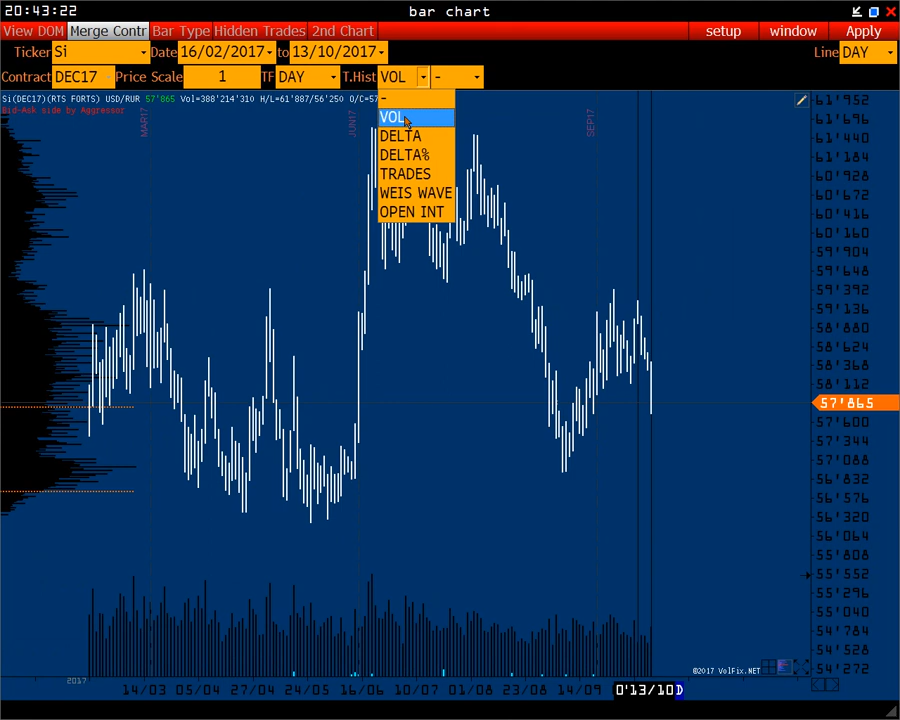 20:43:22 bar chart
View DOM Merge Contr Bar Type Hidden Trades 2nd Chart setup window Apply
Ticker Si Date 16/02/2017 to 13/10/2017 Line DAY
Contract DEC17 Price Scale 1 TF DAY T.Hist VOL -
Si(DEC17)(RTS FORTS) USD/RUR 57'865 Vol=388'214'310 H/L=61'887/56'250 O/C=57
Bid-Ask side by Aggressor
-
VOL
DELTA
DELTA%
TRADES
WEIS WAVE
OPEN INT
MAR17
JUN17
SEP17
61'952
61'696
61'440
61'184
60'928
60'672
60'416
60'160
59'904
59'648
59'392
59'136
58'880
58'624
58'368
58'112
57'865
57'600
57'344
57'088
56'832
56'576
56'320
56'064
55'808
55'552
55'296
55'040
54'784
54'528
54'272
©2017 VolFix.NET
2017
14/03 05/04 27/04 24/05 16/06 10/07 01/08 23/08 14/09 0'13/10 D